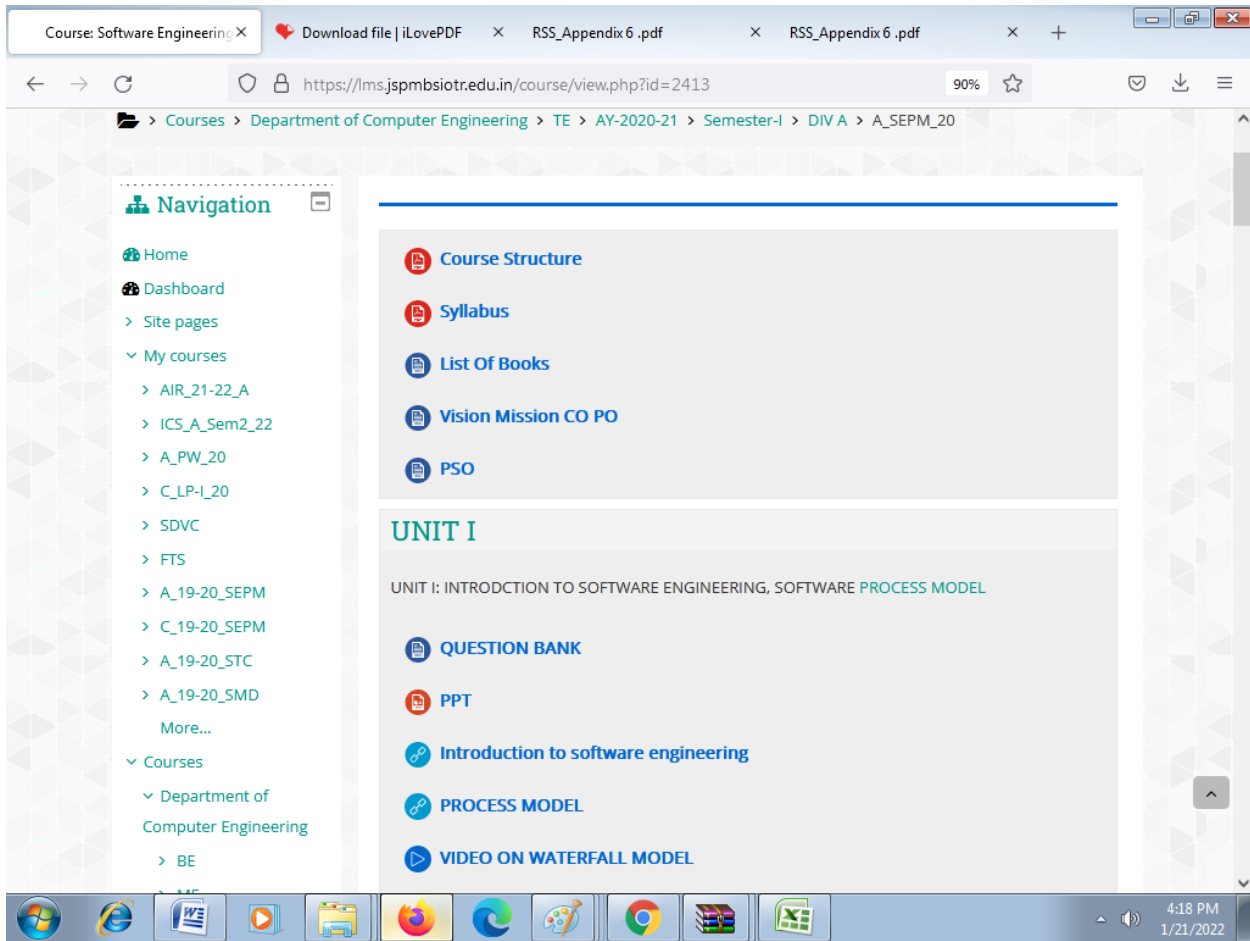 Course: Software Engineering
Download file | iLovePDF
RSS_Appendix 6 .pdf
RSS_Appendix 6 .pdf
https://lms.jspmbsiotr.edu.in/course/view.php?id=2413
90%
> Courses > Department of Computer Engineering > TE > AY-2020-21 > Semester-I > DIV A > A_SEPM_20
Navigation
Home
Dashboard
Site pages
My courses
AIR_21-22_A
ICS_A_Sem2_22
A_PW_20
C_LP-I_20
SDVC
FTS
A_19-20_SEPM
C_19-20_SEPM
A_19-20_STC
A_19-20_SMD
More...
Courses
Department of
Computer Engineering
BE
ME
Course Structure
Syllabus
List Of Books
Vision Mission CO PO
PSO
UNIT I
UNIT I: INTRODCTION TO SOFTWARE ENGINEERING, SOFTWARE PROCESS MODEL
QUESTION BANK
PPT
Introduction to software engineering
PROCESS MODEL
VIDEO ON WATERFALL MODEL
4:18 PM
1/21/2022